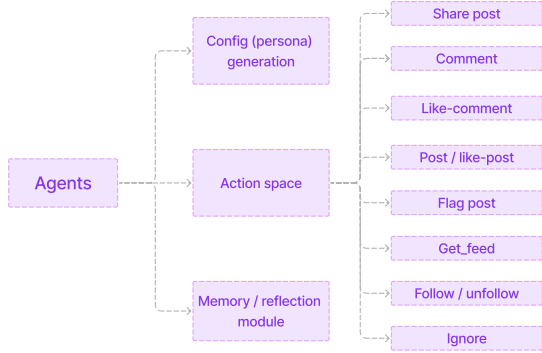 Agents
Config (persona)
generation
Action space
Memory / reflection
module
Share post
Comment
Like-comment
Post / like-post
Flag post
Get_feed
Follow / unfollow
Ignore